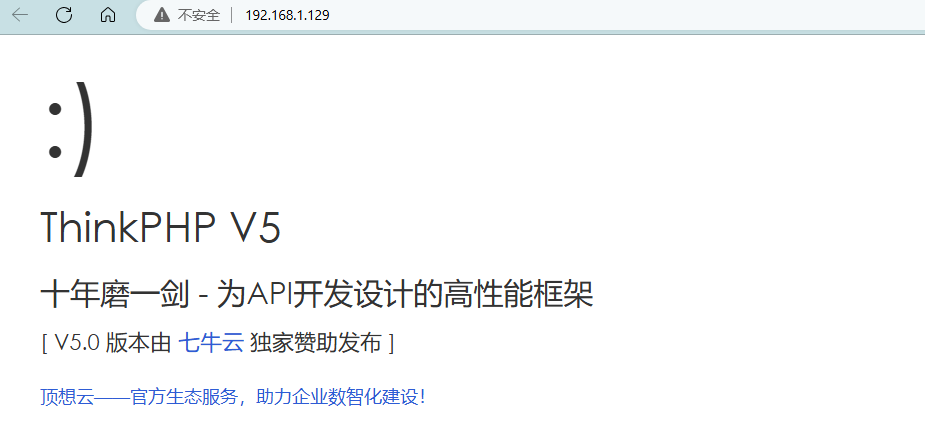 不安全 | 192.168.1.129
:)
ThinkPHP V5
十年磨一剑 - 为API开发设计的高性能框架
[ V5.0 版本由 七牛云 独家赞助发布 ]
顶想云——官方生态服务，助力企业数智化建设！